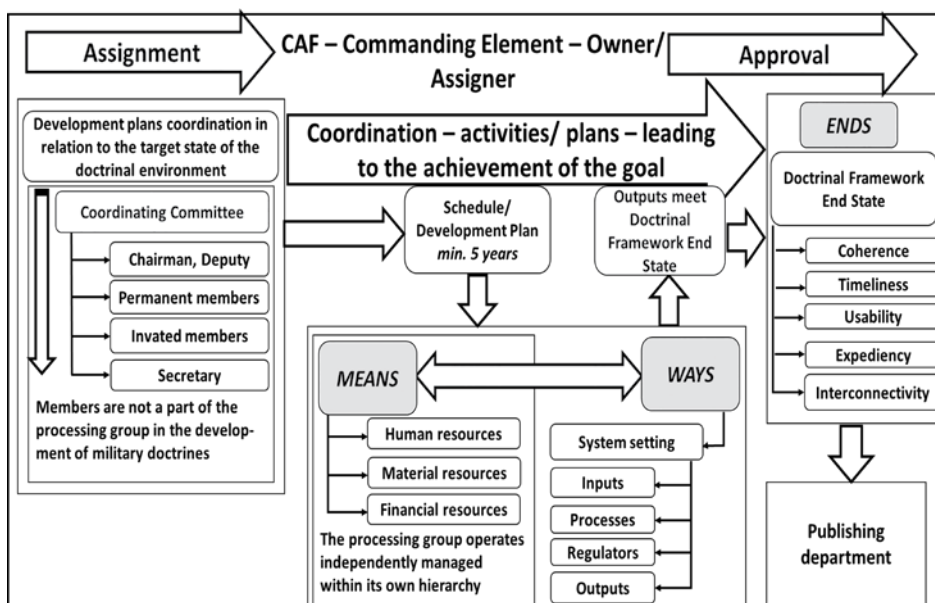 Assignment
CAF – Commanding Element – Owner/
Assigner
Approval
Development plans coordination in
relation to the target state of the
doctrinal environment
Coordinating Committee
Chairman, Deputy
Permanent members
Invated members
Secretary
Members are not a part of the
processing group in the develop-
ment of military doctrines
Coordination – activities/ plans – leading
to the achievement of the goal
Schedule/
Development Plan
min. 5 years
Outputs meet
Doctrinal
Framework End
State
MEANS
Human resources
Material resources
Financial resources
The processing group operates
independently managed
within its own hierarchy
WAYS
System setting
Inputs
Processes
Regulators
Outputs
ENDS
Doctrinal Framework
End State
Coherence
Timeliness
Usability
Expediency
Interconnectivity
Publishing
department